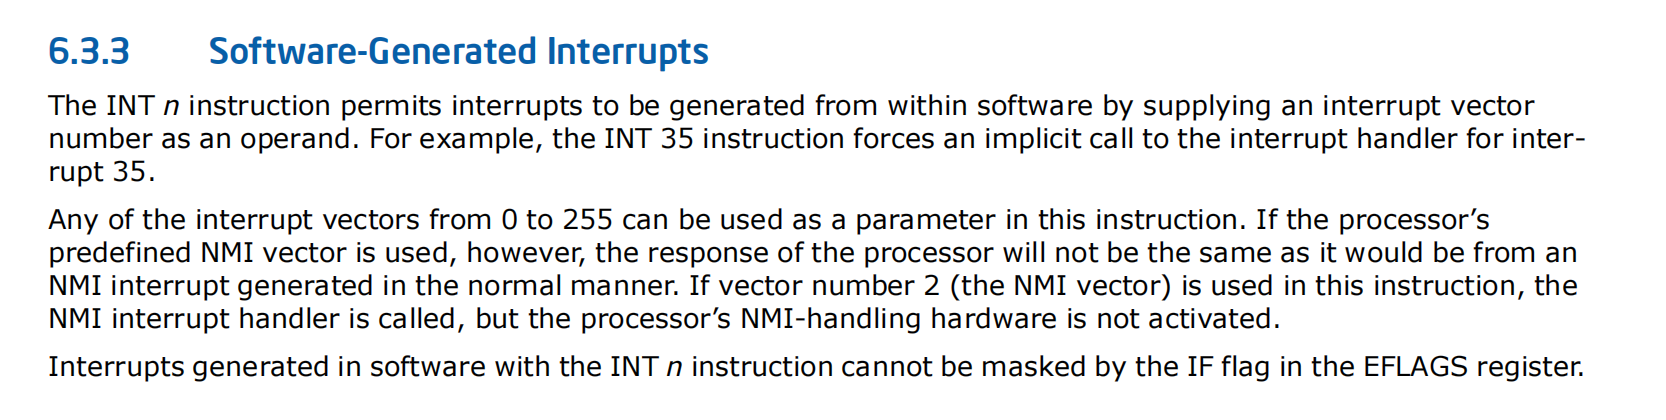 6.3.3 Software-Generated Interrupts
The INT n instruction permits interrupts to be generated from within software by supplying an interrupt vector
number as an operand. For example, the INT 35 instruction forces an implicit call to the interrupt handler for inter-
rupt 35.
Any of the interrupt vectors from 0 to 255 can be used as a parameter in this instruction. If the processor’s
predefined NMI vector is used, however, the response of the processor will not be the same as it would be from an
NMI interrupt generated in the normal manner. If vector number 2 (the NMI vector) is used in this instruction, the
NMI interrupt handler is called, but the processor’s NMI-handling hardware is not activated.
Interrupts generated in software with the INT n instruction cannot be masked by the IF flag in the EFLAGS register.